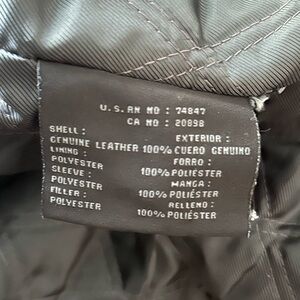 U.S. RN NO : 74847
CA NO : 20898
SHELL : EXTERIOR :
GENUINE LEATHER 100% CUERO GENUINO
LINING : FORRO :
POLYESTER 100% POLIÉSTER
SLEEVE : MANGA :
POLYESTER 100% POLIÉSTER
FILLER : RELLENO :
POLYESTER 100% POLIÉSTER